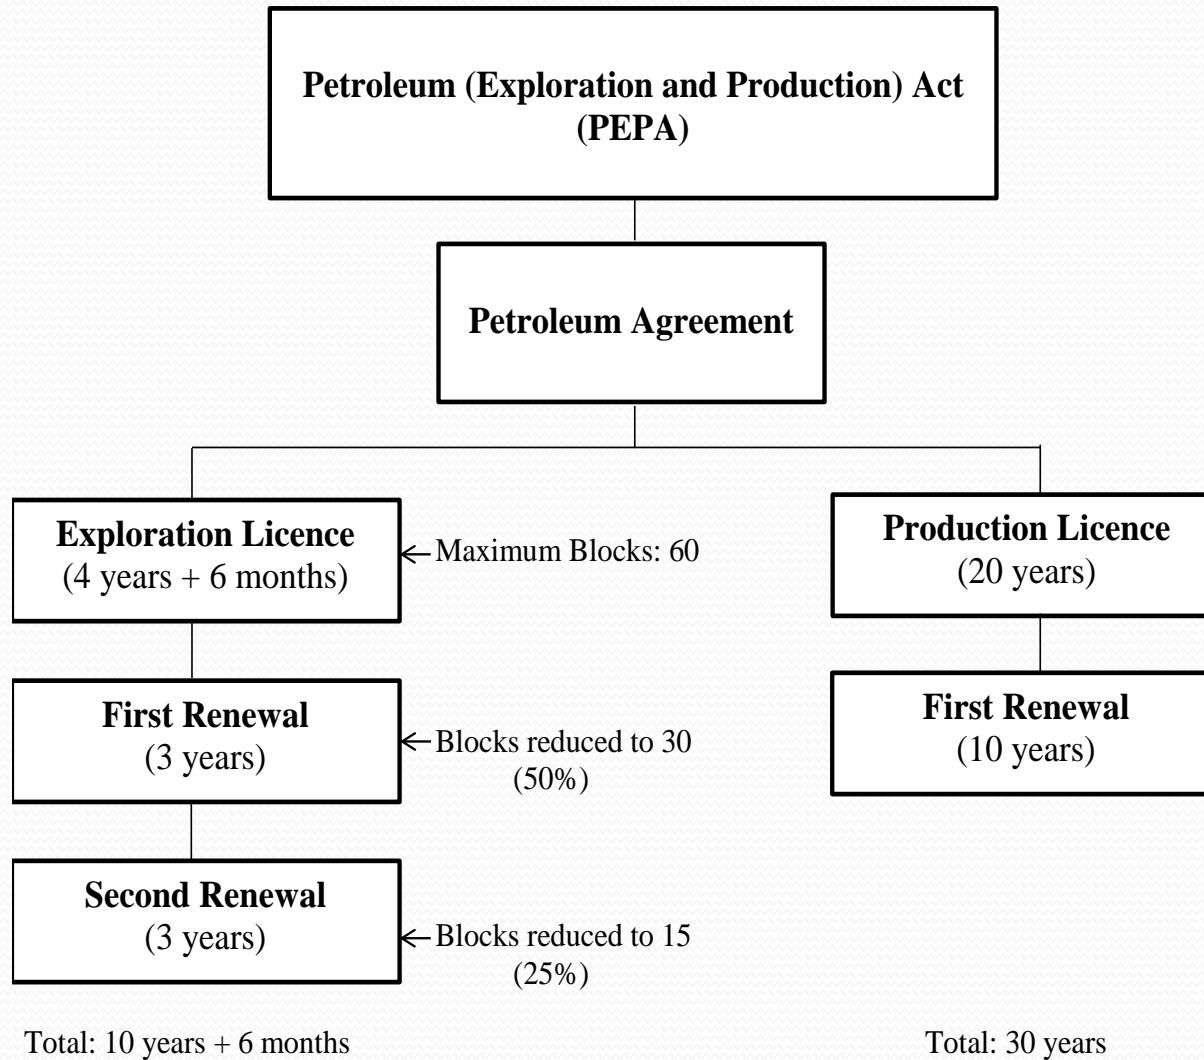 Petroleum (Exploration and Production) Act
(PEPA)
Petroleum Agreement
Exploration Licence
(4 years + 6 months)
Maximum Blocks: 60
Production Licence
(20 years)
First Renewal
(3 years)
Blocks reduced to 30
(50%)
First Renewal
(10 years)
Second Renewal
(3 years)
Blocks reduced to 15
(25%)
Total: 10 years + 6 months
Total: 30 years